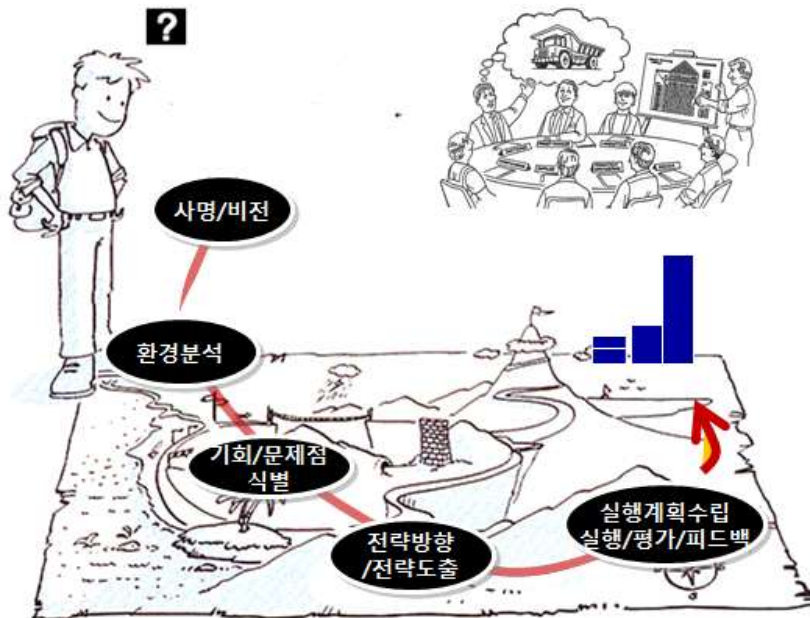 ?
사명/비전
환경분석
기회/문제점
식별
전략방향
/전략도출
실행계획수립
실행/평가/피드백